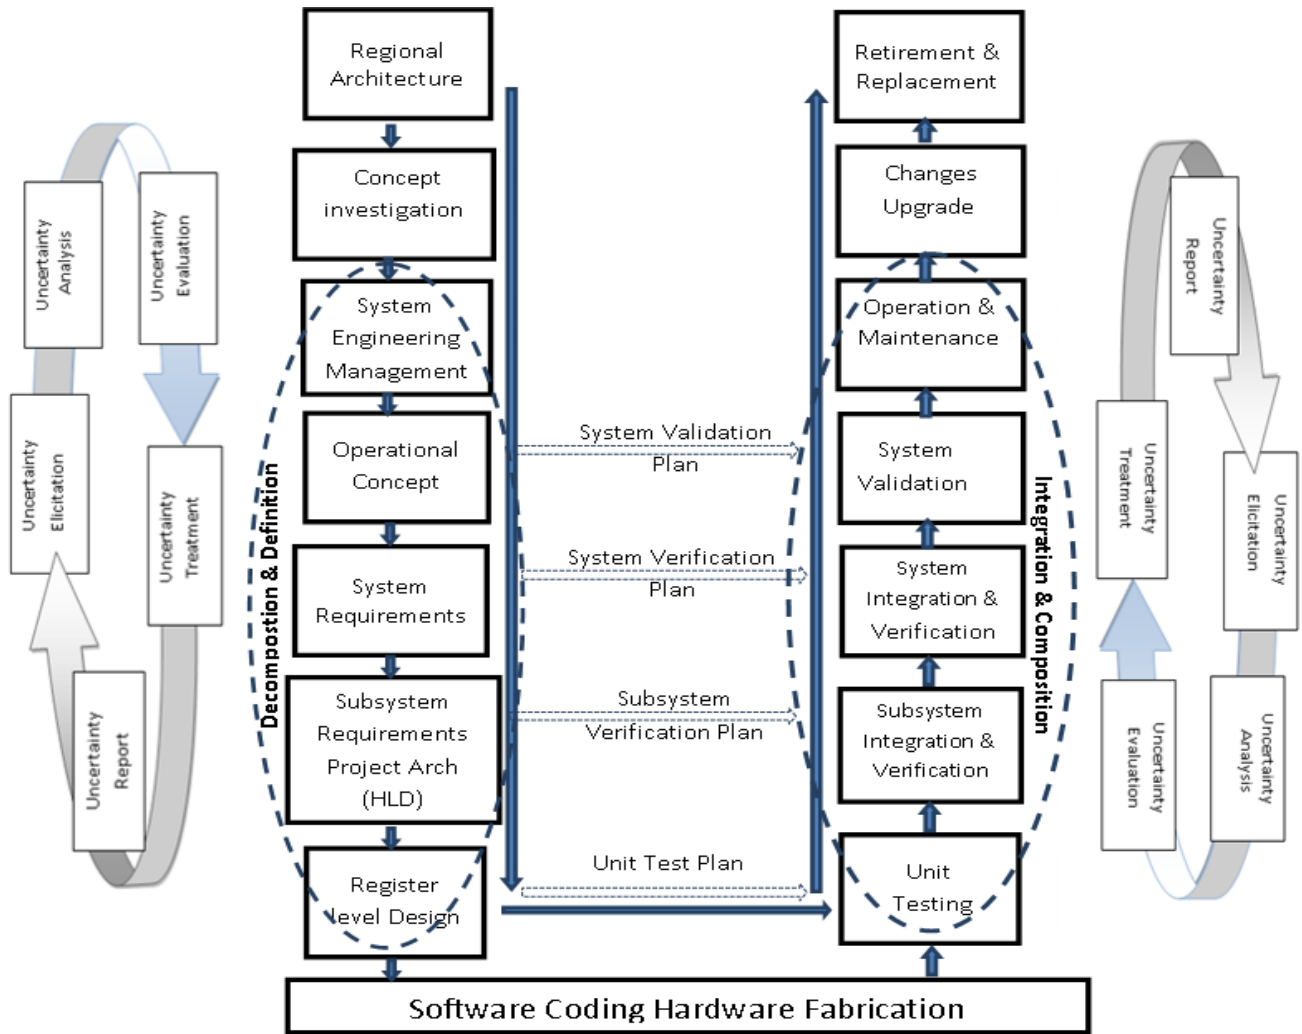 Regional
Architecture
Concept
investigation
System
Engineering
Management
Operational
Concept
System
Requirements
Subsystem
Requirements
Project Arch
(HLD)
Register
level Design
Decompostion & Definition
Uncertainty
Analysis
Uncertainty
Evaluation
Uncertainty
Elicitation
Uncertainty
Treatment
Uncertainty
Report
System Validation
Plan
System Verification
Plan
Subsystem
Verification Plan
Unit Test Plan
Retirement &
Replacement
Changes
Upgrade
Operation &
Maintenance
System
Validation
System
Integration &
Verification
Subsystem
Integration &
Verification
Unit
Testing
Integration & Composition
Uncertainty
Report
Uncertainty
Treatment
Uncertainty
Elicitation
Uncertainty
Evaluation
Uncertainty
Analysis
Software Coding Hardware Fabrication